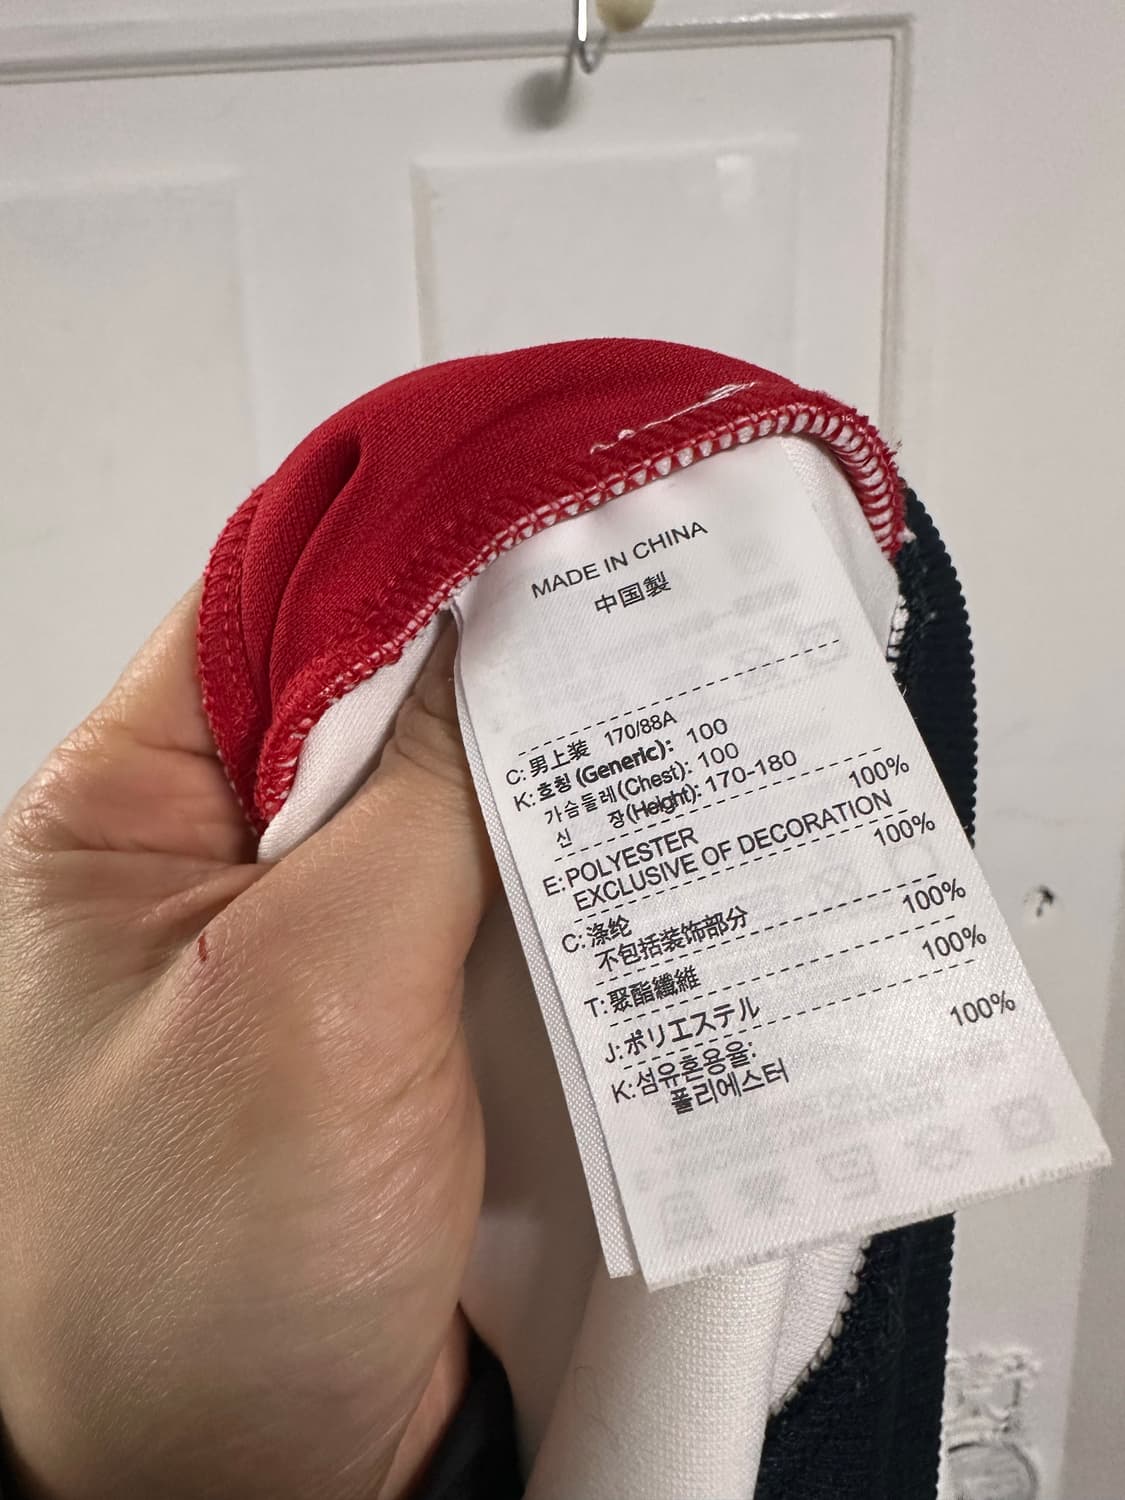 MADE IN CHINA
中国製
C: 男上装 170/88A
K: 호칭 (Generic): 100
가슴둘레(Chest): 100
신 장(Height): 170-180
E: POLYESTER 100%
EXCLUSIVE OF DECORATION
C: 涤纶 100%
不包括装饰部分
T: 聚酯纖維 100%
J: ポリエステル 100%
K: 섬유혼용율:
폴리에스터 100%